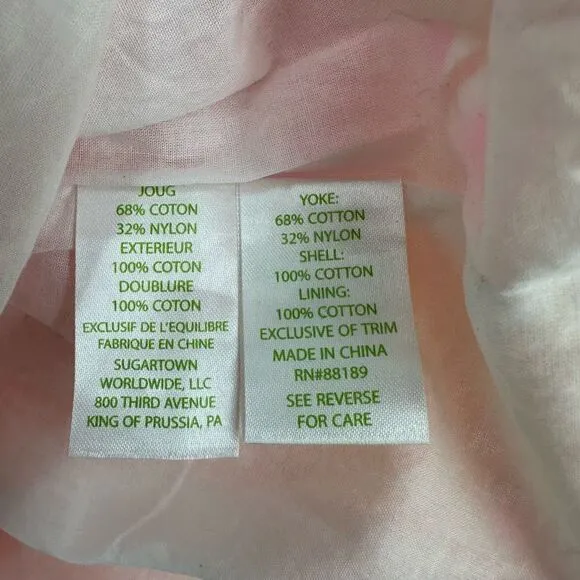 JOUG
68% COTON
32% NYLON
EXTERIEUR
100% COTON
DOUBLURE
100% COTON
EXCLUSIF DE L'EQUILIBRE
FABRIQUE EN CHINE
SUGARTOWN
WORLDWIDE, LLC
800 THIRD AVENUE
KING OF PRUSSIA, PA
YOKE:
68% COTTON
32% NYLON
SHELL:
100% COTTON
LINING:
100% COTTON
EXCLUSIVE OF TRIM
MADE IN CHINA
RN#88189
SEE REVERSE
FOR CARE